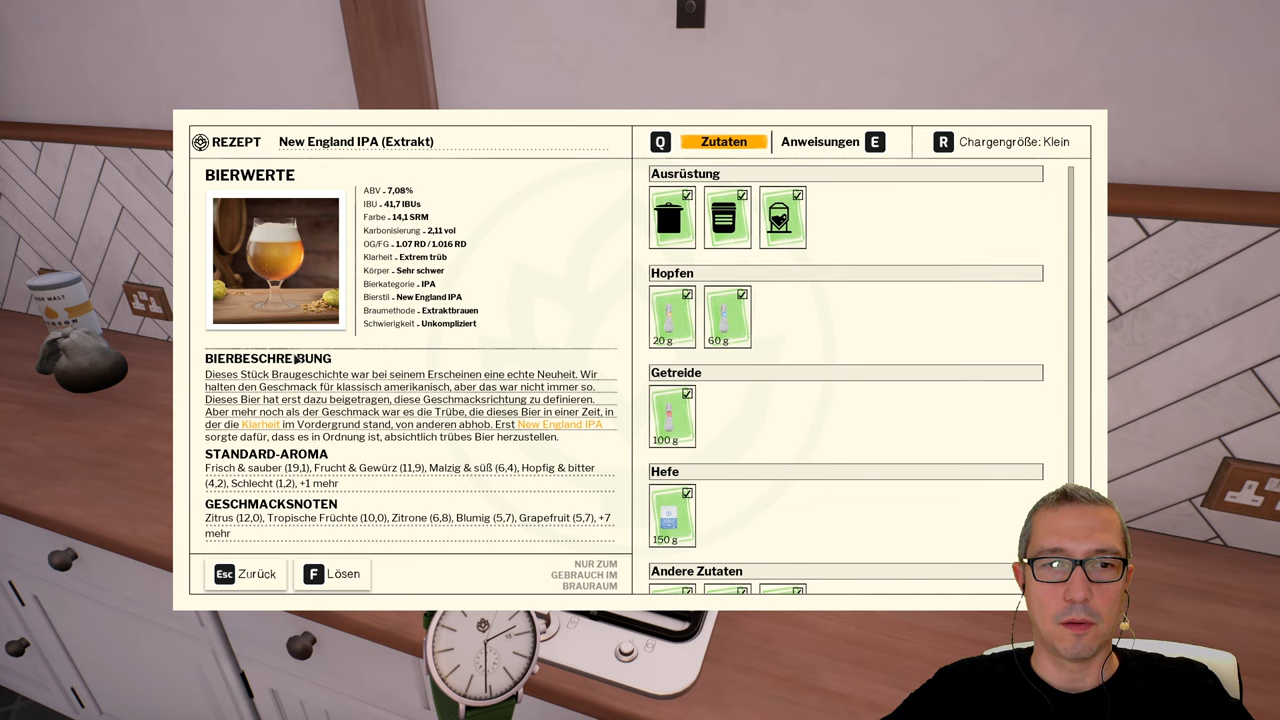 REZEPT New England IPA (Extrakt)
Q Zutaten Anweisungen E
R Chargengröße: Klein
BIERWERTE
ABV - 7,08%
IBU - 41,7 IBUs
Farbe - 14,1 SRM
Karbonisierung - 2,11 vol
OG/FG - 1.07 RD / 1.016 RD
Klarheit - Extrem trüb
Körper - Sehr schwer
Bierkategorie - IPA
Bierstil - New England IPA
Braumethode - Extraktbrauen
Schwierigkeit - Unkompliziert
BIERBESCHREIBUNG
Dieses Stück Braugeschichte war bei seinem Erscheinen eine echte Neuheit. Wir
halten den Geschmack für klassisch amerikanisch, aber das war nicht immer so.
Dieses Bier hat erst dazu beigetragen, diese Geschmacksrichtung zu definieren.
Aber mehr noch als der Geschmack war es die Trübe, die dieses Bier in einer Zeit, in
der die Klarheit im Vordergrund stand, von anderen abhob. Erst New England IPA
sorgte dafür, dass es in Ordnung ist, absichtlich trübes Bier herzustellen.
STANDARD-AROMA
Frisch & sauber (19,1), Frucht & Gewürz (11,9), Malzig & süß (6,4), Hopfig & bitter
(4,2), Schlecht (1,2), +1 mehr
GESCHMACKSNOTEN
Zitrus (12,0), Tropische Früchte (10,0), Zitrone (6,8), Blumig (5,7), Grapefruit (5,7), +7
mehr
Esc Zurück
F Lösen
NUR ZUM
GEBRAUCH IM
BRAURAUM
Ausrüstung
Hopfen
20 g
60 g
Getreide
100 g
Hefe
150 g
Andere Zutaten
MALT
15